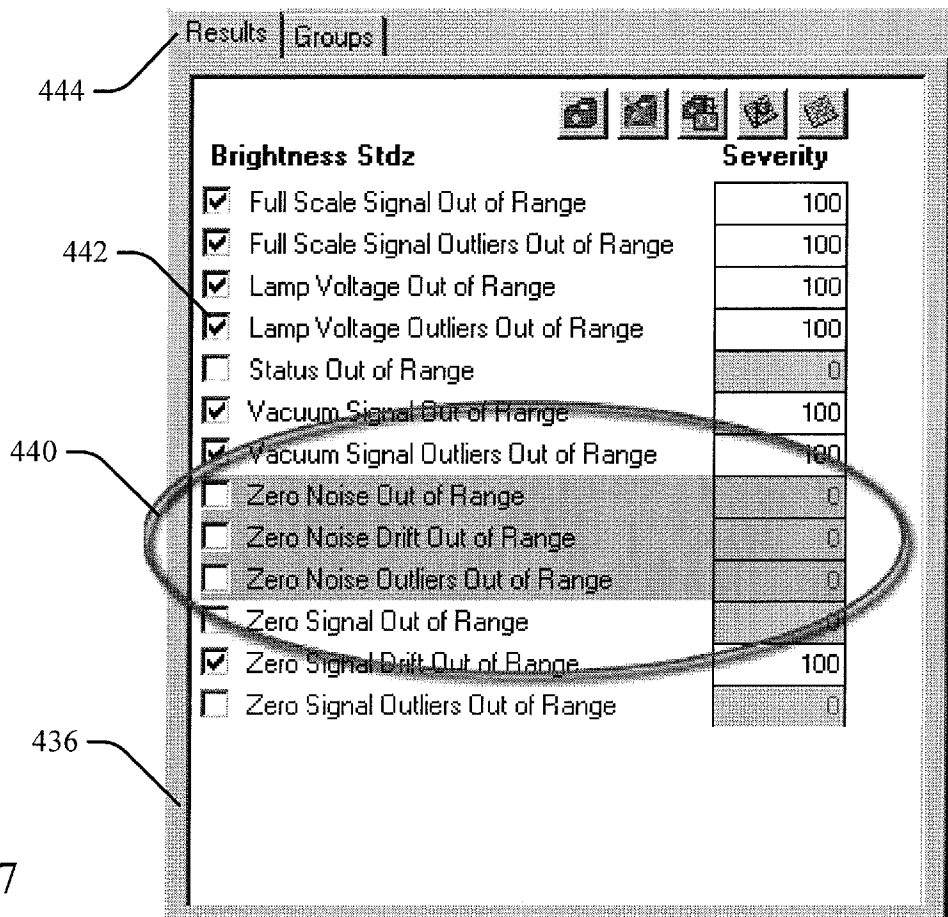 Results Groups
444
Brightness Stdz Severity
Full Scale Signal Out of Range 100
Full Scale Signal Outliers Out of Range 100
442
Lamp Voltage Out of Range 100
Lamp Voltage Outliers Out of Range 100
Status Out of Range 0
Vacuum Signal Out of Range 100
440
Vacuum Signal Outliers Out of Range 100
Zero Noise Out of Range 0
Zero Noise Drift Out of Range 0
Zero Noise Outliers Out of Range 0
Zero Signal Out of Range 0
Zero Signal Drift Out of Range 100
Zero Signal Outliers Out of Range 0
436
7